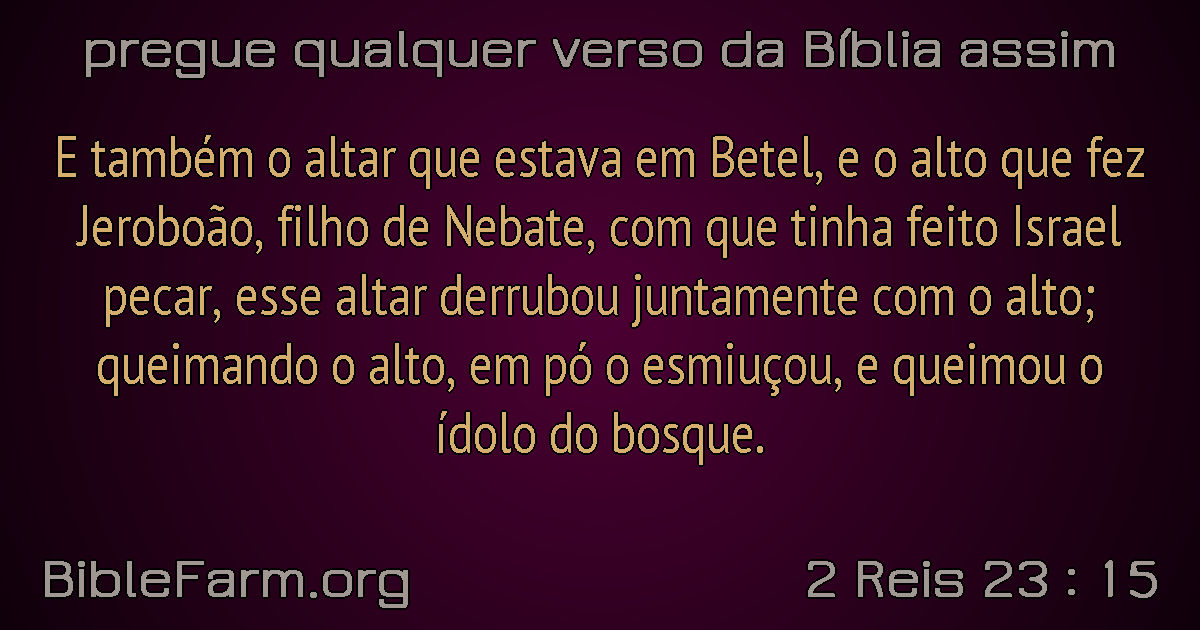 pregue qualquer verso da Bíblia assim
E também o altar que estava em Betel, e o alto que fez
Jeroboão, filho de Nebate, com que tinha feito Israel
pecar, esse altar derrubou juntamente com o alto;
queimando o alto, em pó o esmiuçou, e queimou o
ídolo do bosque.
BibleFarm.org
2 Reis 23 : 15